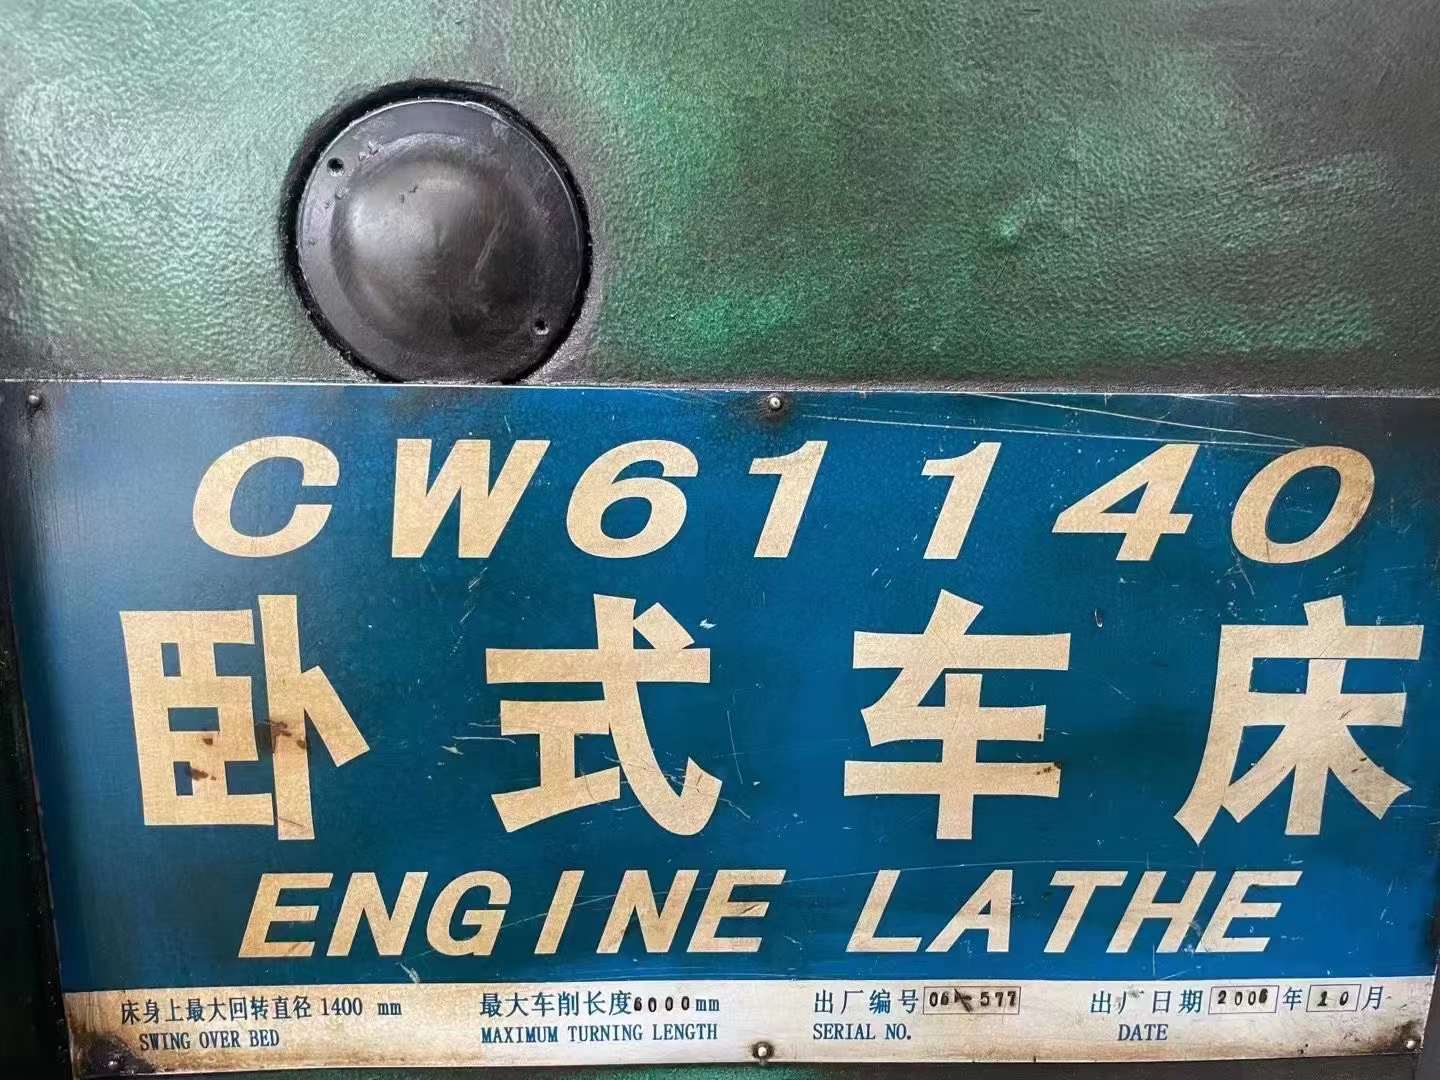 CW61140
卧式车床
ENGINE LATHE
床身上最大回转直径 1400 mm 最大车削长度6000mm 出厂编号 出厂日期 2006 年 10 月
SWING OVER BED MAXIMUM TURNING LENGTH SERIAL NO. DATE